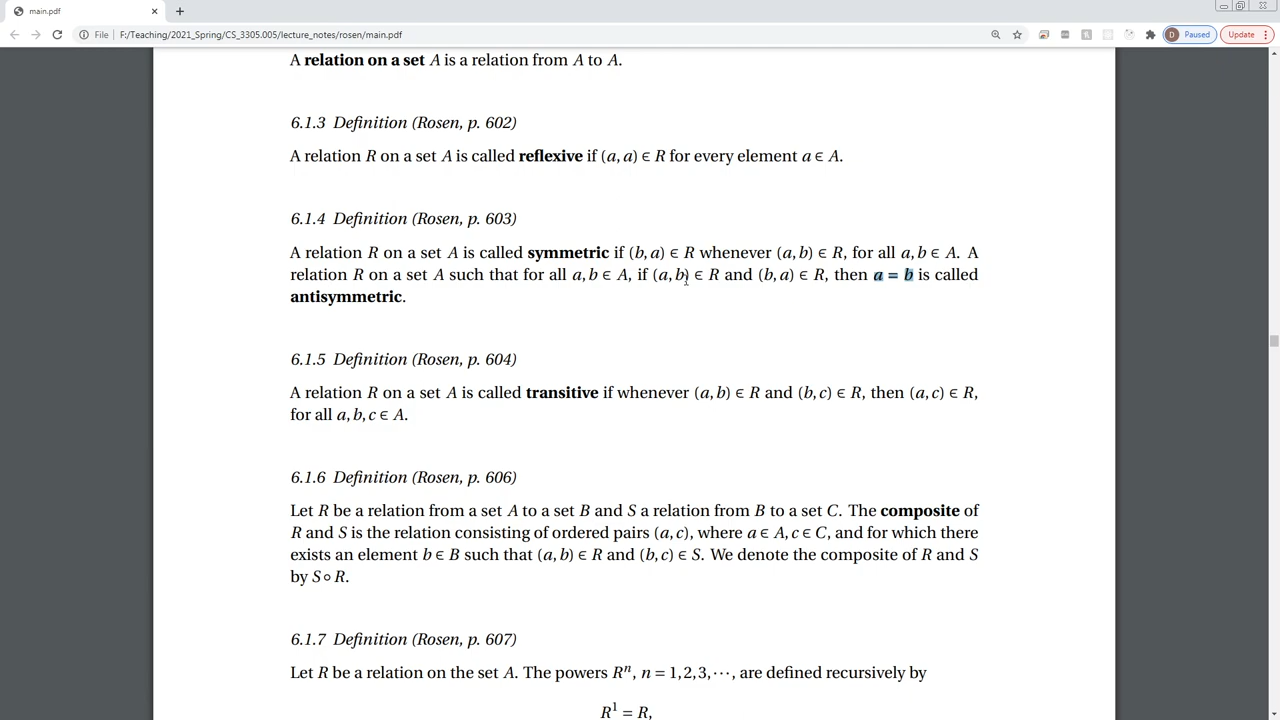 main.pdf
File | F:/Teaching/2021_Spring/CS_3305.005/lecture_notes/rosen/main.pdf
D Paused
Update
A relation on a set A is a relation from A to A.
6.1.3 Definition (Rosen, p. 602)
A relation R on a set A is called reflexive if (a, a) ∈ R for every element a ∈ A.
6.1.4 Definition (Rosen, p. 603)
A relation R on a set A is called symmetric if (b, a) ∈ R whenever (a, b) ∈ R, for all a, b ∈ A. A
relation R on a set A such that for all a, b ∈ A, if (a, b) ∈ R and (b, a) ∈ R, then a = b is called
antisymmetric.
6.1.5 Definition (Rosen, p. 604)
A relation R on a set A is called transitive if whenever (a, b) ∈ R and (b, c) ∈ R, then (a, c) ∈ R,
for all a, b, c ∈ A.
6.1.6 Definition (Rosen, p. 606)
Let R be a relation from a set A to a set B and S a relation from B to a set C. The composite of
R and S is the relation consisting of ordered pairs (a, c), where a ∈ A, c ∈ C, and for which there
exists an element b ∈ B such that (a, b) ∈ R and (b, c) ∈ S. We denote the composite of R and S
by S ∘ R.
6.1.7 Definition (Rosen, p. 607)
Let R be a relation on the set A. The powers Rⁿ, n = 1, 2, 3, ⋯, are defined recursively by
R¹ = R,